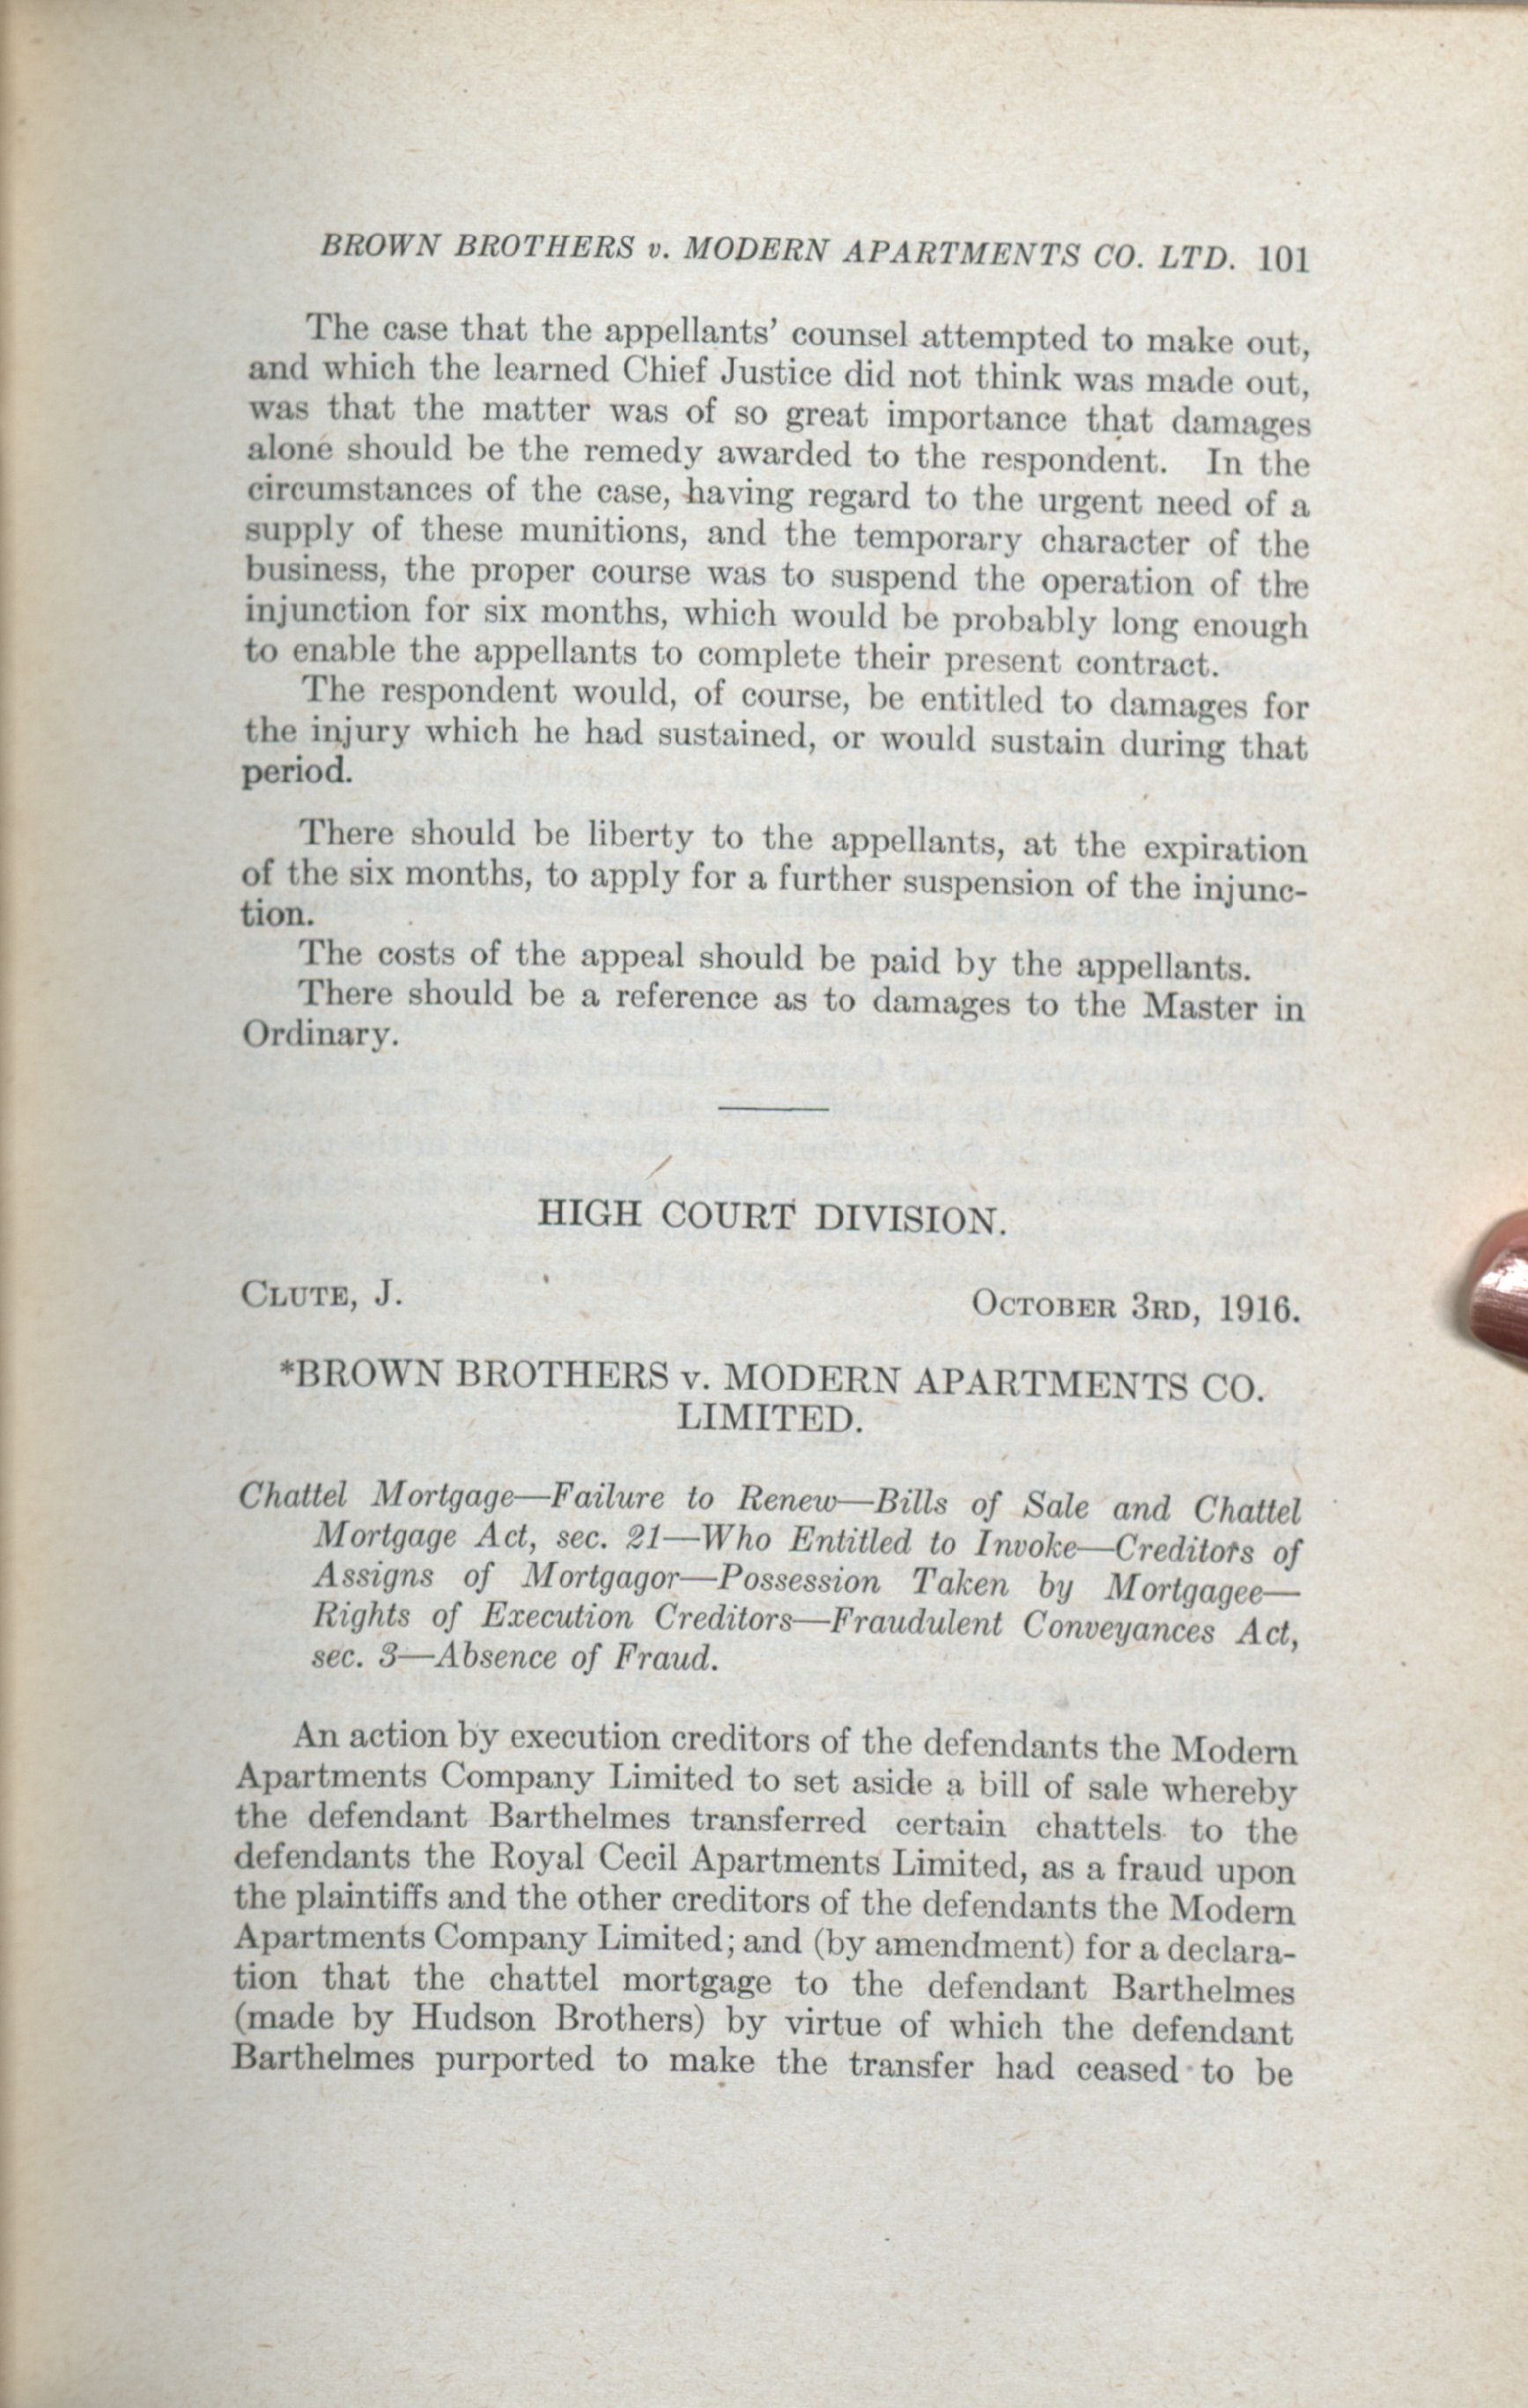 BROWN BROTHERS v. MODERN APARTMENTS CO. LTD. 101
The case that the appellants' counsel attempted to make out,
and which the learned Chief Justice did not think was made out,
was that the matter was of so great importance that damages
alone should be the remedy awarded to the respondent. In the
circumstances of the case, having regard to the urgent need of a
supply of these munitions, and the temporary character of the
business, the proper course was to suspend the operation of the
injunction for six months, which would be probably long enough
to enable the appellants to complete their present contract.
The respondent would, of course, be entitled to damages for
the injury which he had sustained, or would sustain during that
period.
There should be liberty to the appellants, at the expiration
of the six months, to apply for a further suspension of the injunc-
tion.
The costs of the appeal should be paid by the appellants.
There should be a reference as to damages to the Master in
Ordinary.
HIGH COURT DIVISION.
CLUTE, J. OCTOBER 3RD, 1916.
*BROWN BROTHERS v. MODERN APARTMENTS CO.
LIMITED.
Chattel Mortgage—Failure to Renew—Bills of Sale and Chattel
Mortgage Act, sec. 21—Who Entitled to Invoke—Creditors of
Assigns of Mortgagor—Possession Taken by Mortgagee—
Rights of Execution Creditors—Fraudulent Conveyances Act,
sec. 3—Absence of Fraud.
An action by execution creditors of the defendants the Modern
Apartments Company Limited to set aside a bill of sale whereby
the defendant Barthelmes transferred certain chattels to the
defendants the Royal Cecil Apartments Limited, as a fraud upon
the plaintiffs and the other creditors of the defendants the Modern
Apartments Company Limited; and (by amendment) for a declara-
tion that the chattel mortgage to the defendant Barthelmes
(made by Hudson Brothers) by virtue of which the defendant
Barthelmes purported to make the transfer had ceased to be